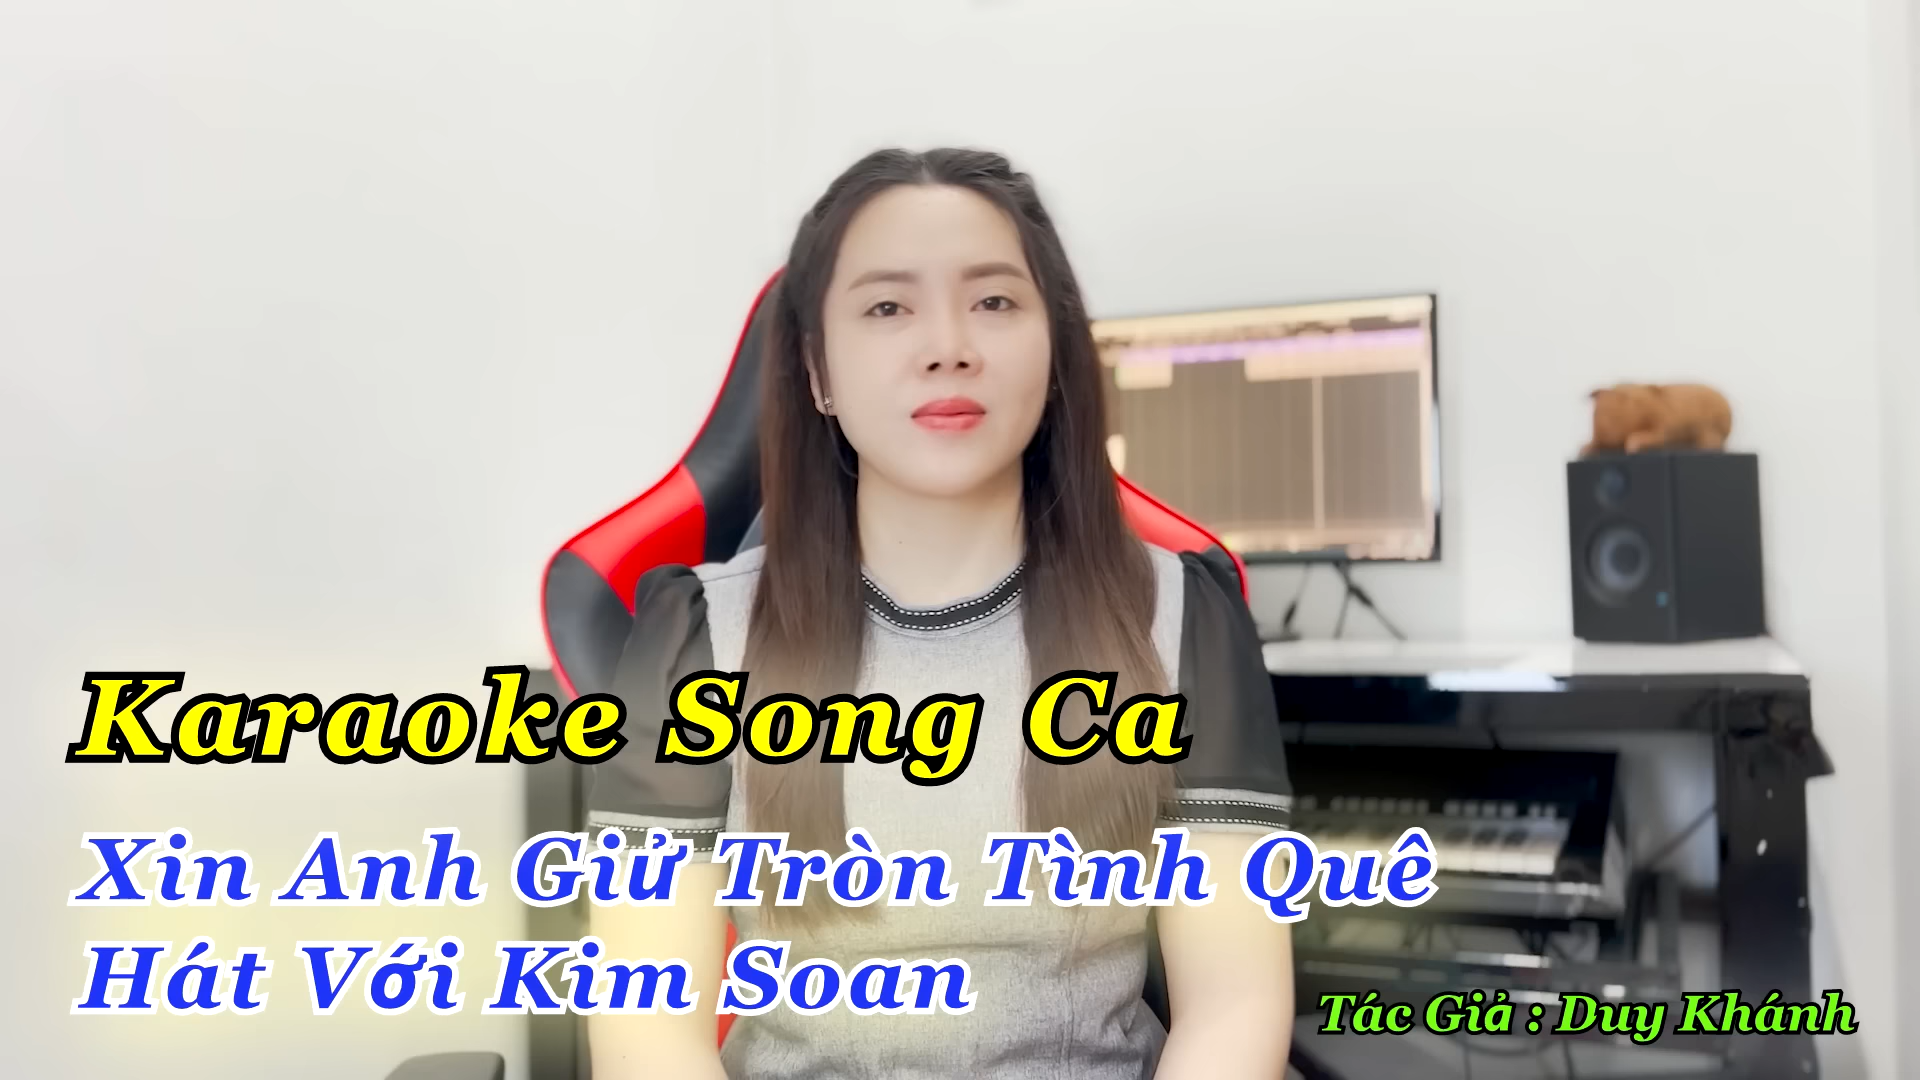 Karaoke Song Ca
Xin Anh Giử Tròn Tình Quê
Hát Với Kim Soan
Tác Giả : Duy Khánh